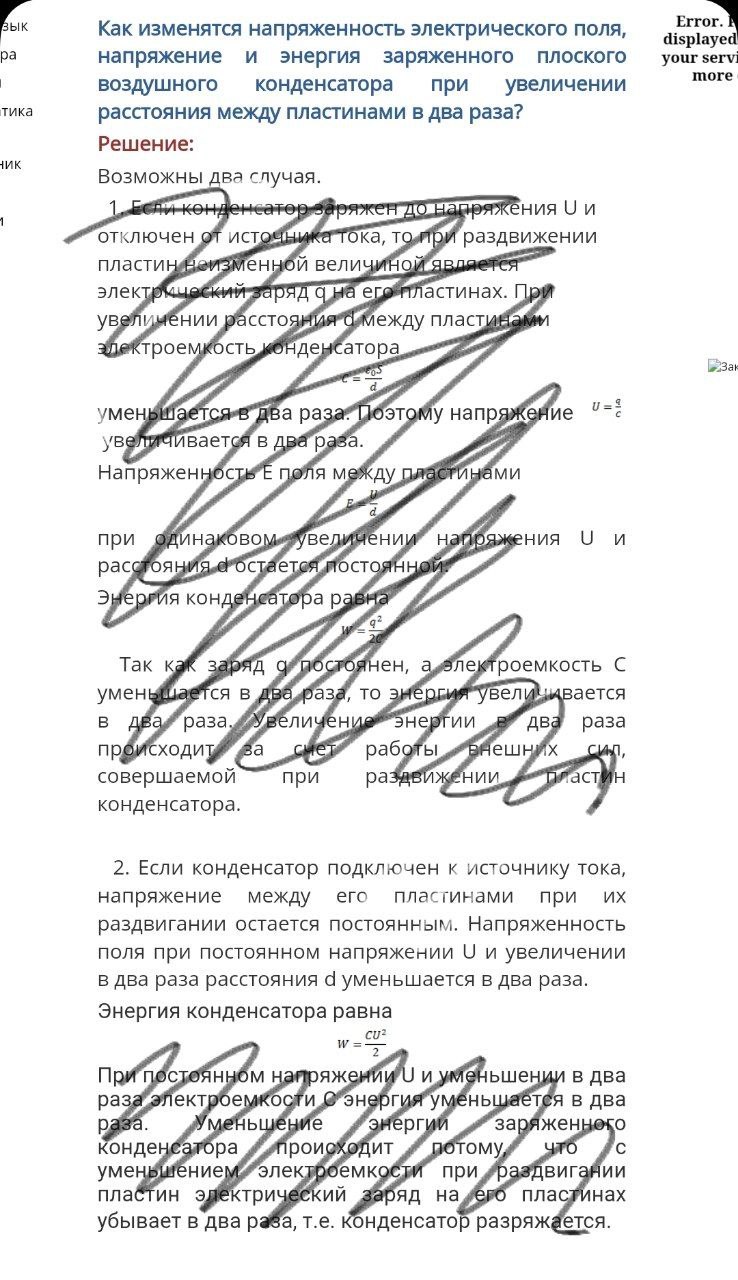 зык
ра
тика
ник
и
Как изменятся напряженность электрического поля,
напряжение и энергия заряженного плоского
воздушного конденсатора при увеличении
расстояния между пластинами в два раза?
Решение:
Возможны два случая.
1. Если конденсатор заряжен до напряжения U и
отключен от источника тока, то при раздвижении
пластин неизменной величиной является
электрический заряд q на его пластинах. При
увеличении расстояния d между пластинами
электроемкость конденсатора
C = ε₀S/d
уменьшается в два раза. Поэтому напряжение U = q/c
увеличивается в два раза.
Напряженность Е поля между пластинами
E = U/d
при одинаковом увеличении напряжения U и
расстояния d остается постоянной.
Энергия конденсатора равна
W = q²/2C
Так как заряд q постоянен, а электроемкость С
уменьшается в два раза, то энергия увеличивается
в два раза. Увеличение энергии в два раза
происходит за счет работы внешних сил,
совершаемой при раздвижении пластин
конденсатора.
2. Если конденсатор подключен к источнику тока,
напряжение между его пластинами при их
раздвигании остается постоянным. Напряженность
поля при постоянном напряжении U и увеличении
в два раза расстояния d уменьшается в два раза.
Энергия конденсатора равна
W = CU²/2
При постоянном напряжении U и уменьшении в два
раза электроемкости С энергия уменьшается в два
раза. Уменьшение энергии заряженного
конденсатора происходит потому, что с
уменьшением электроемкости при раздвигании
пластин электрический заряд на его пластинах
убывает в два раза, т.е. конденсатор разряжается.
Error.
displayed
your servi
more
Зак